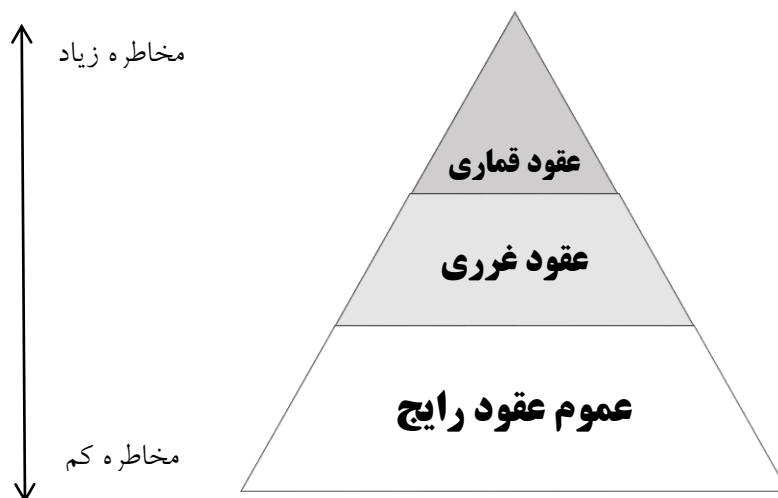 مخاطره زیاد
عقود قماری
عقود غرری
عموم عقود رایج
مخاطره کم